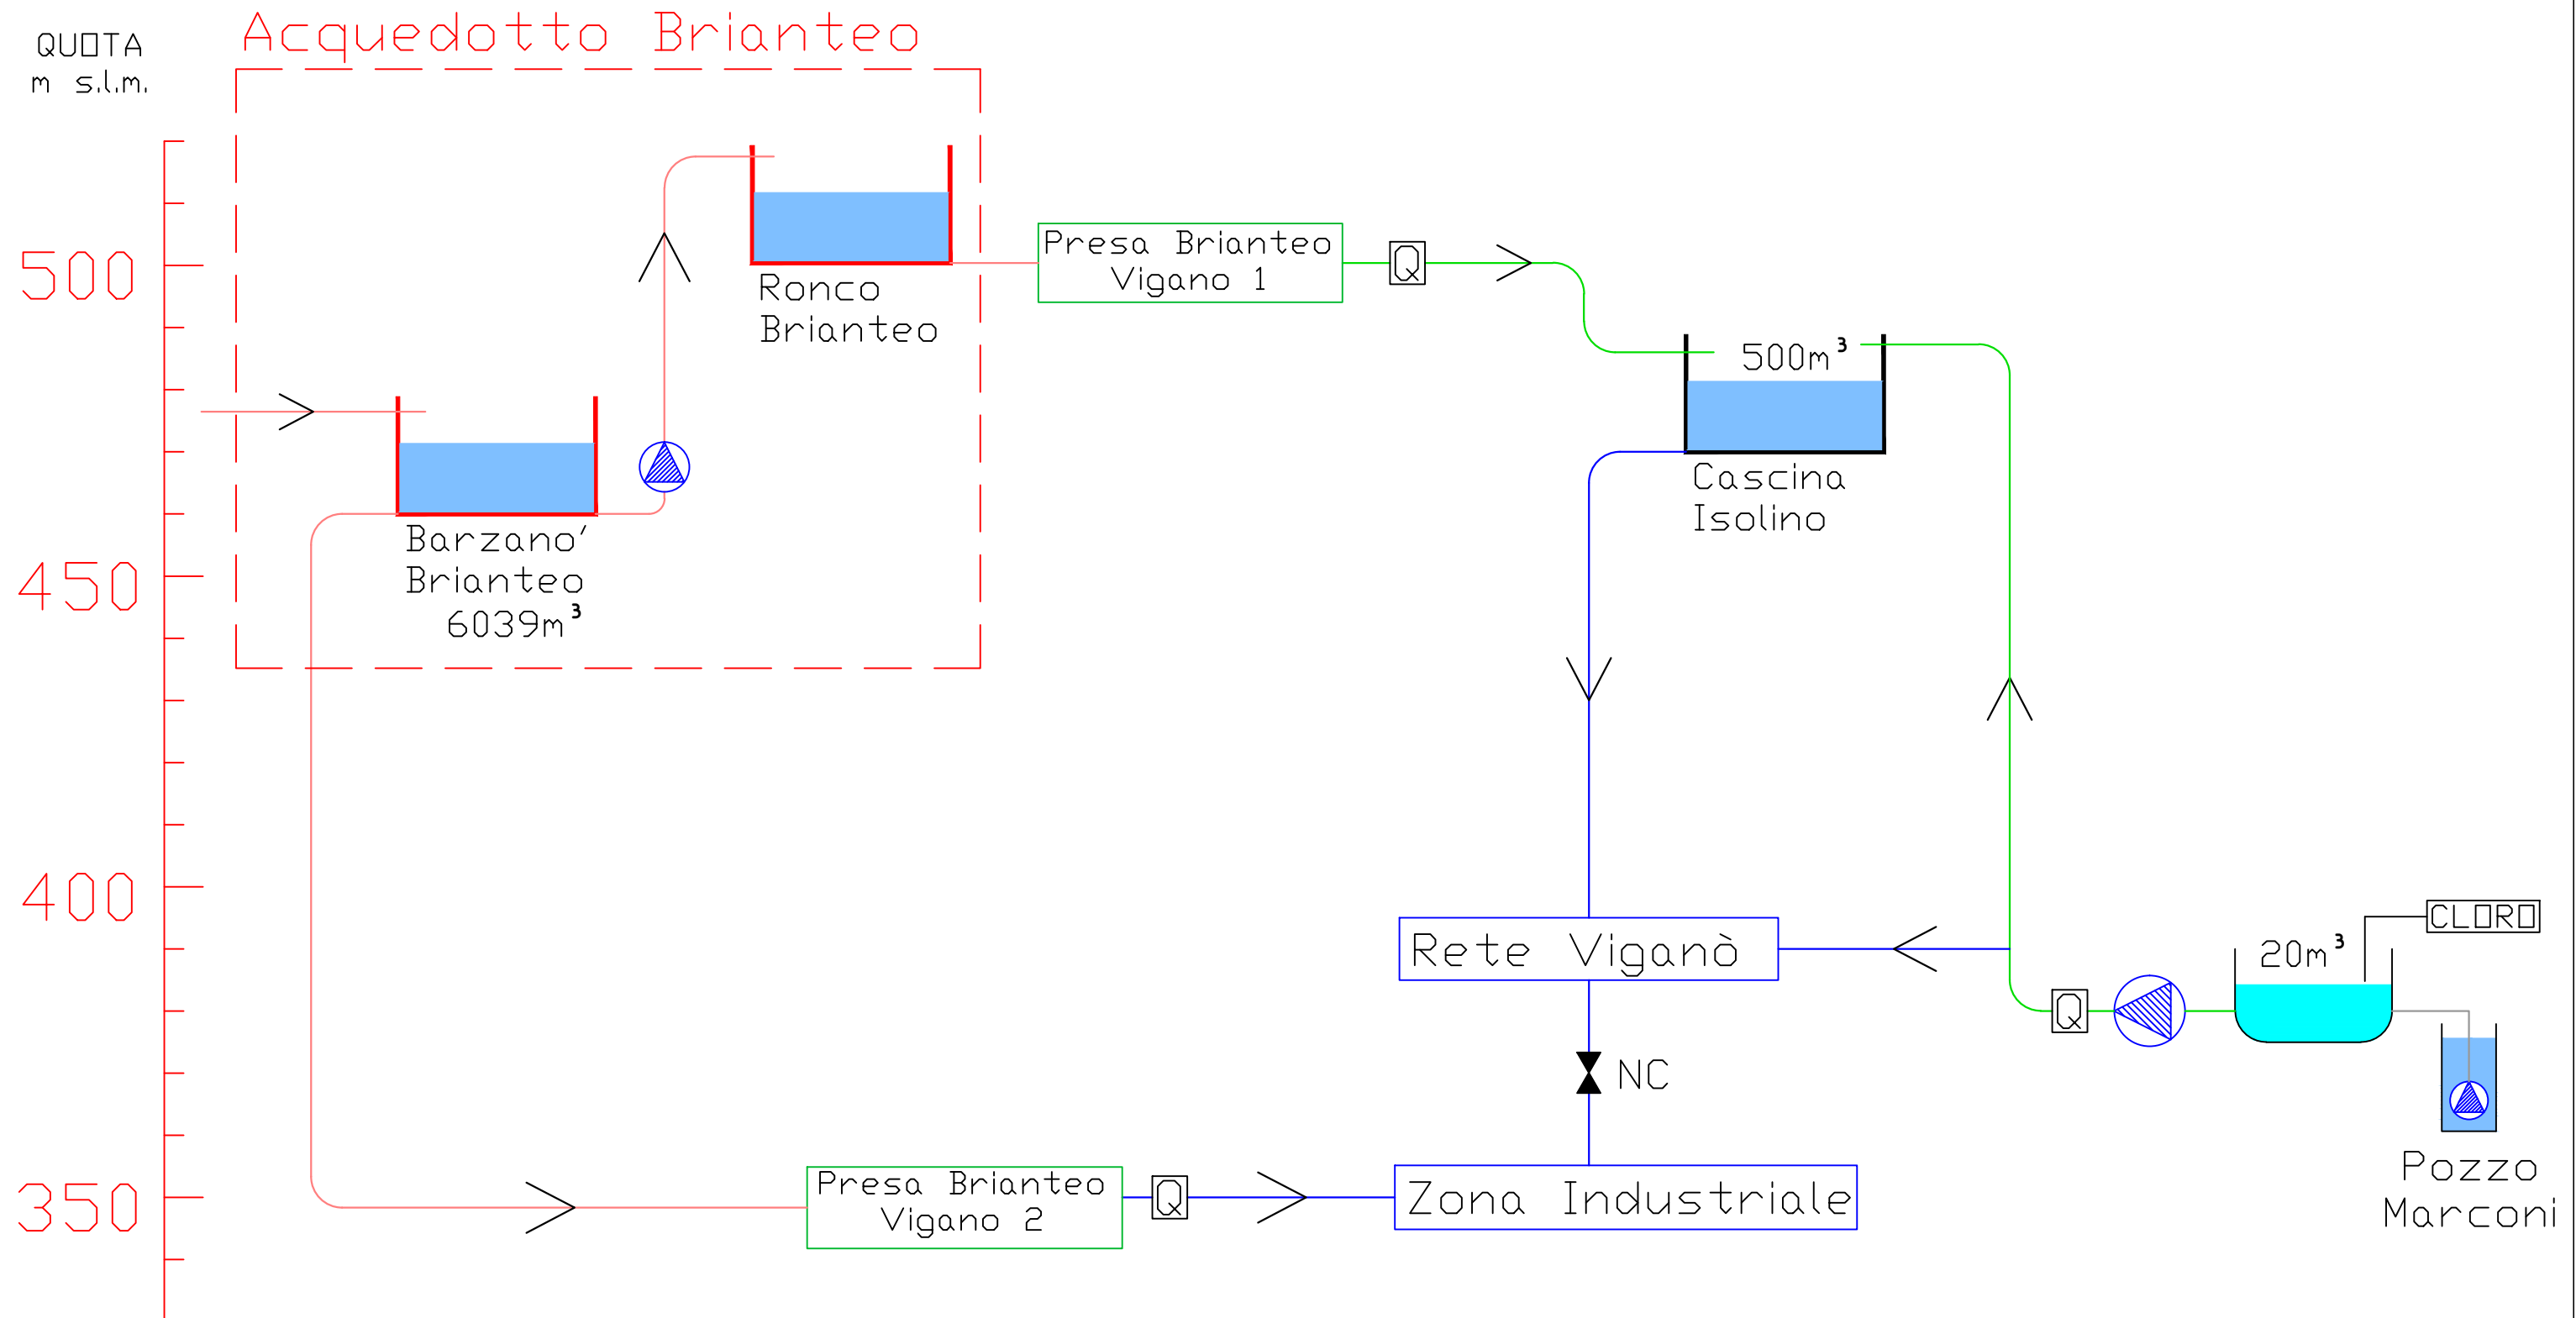 QUOTA
m s.l.m.
Acquedotto Brianteo
500
450
400
350
Ronco
Brianteo
Barzano'
Brianteo
6039m³
Presa Brianteo
Vigano 1
Q
500m³
Cascina
Isolino
Rete Viganò
NC
Presa Brianteo
Vigano 2
Q
Zona Industriale
Q
20m³
CLORO
Pozzo
Marconi